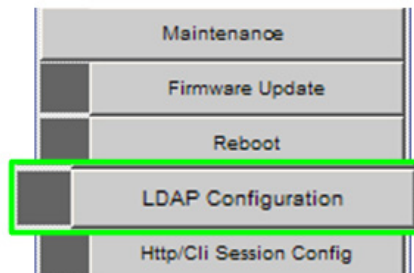 Maintenance
Firmware Update
Reboot
LDAP Configuration
Http/Cli Session Config